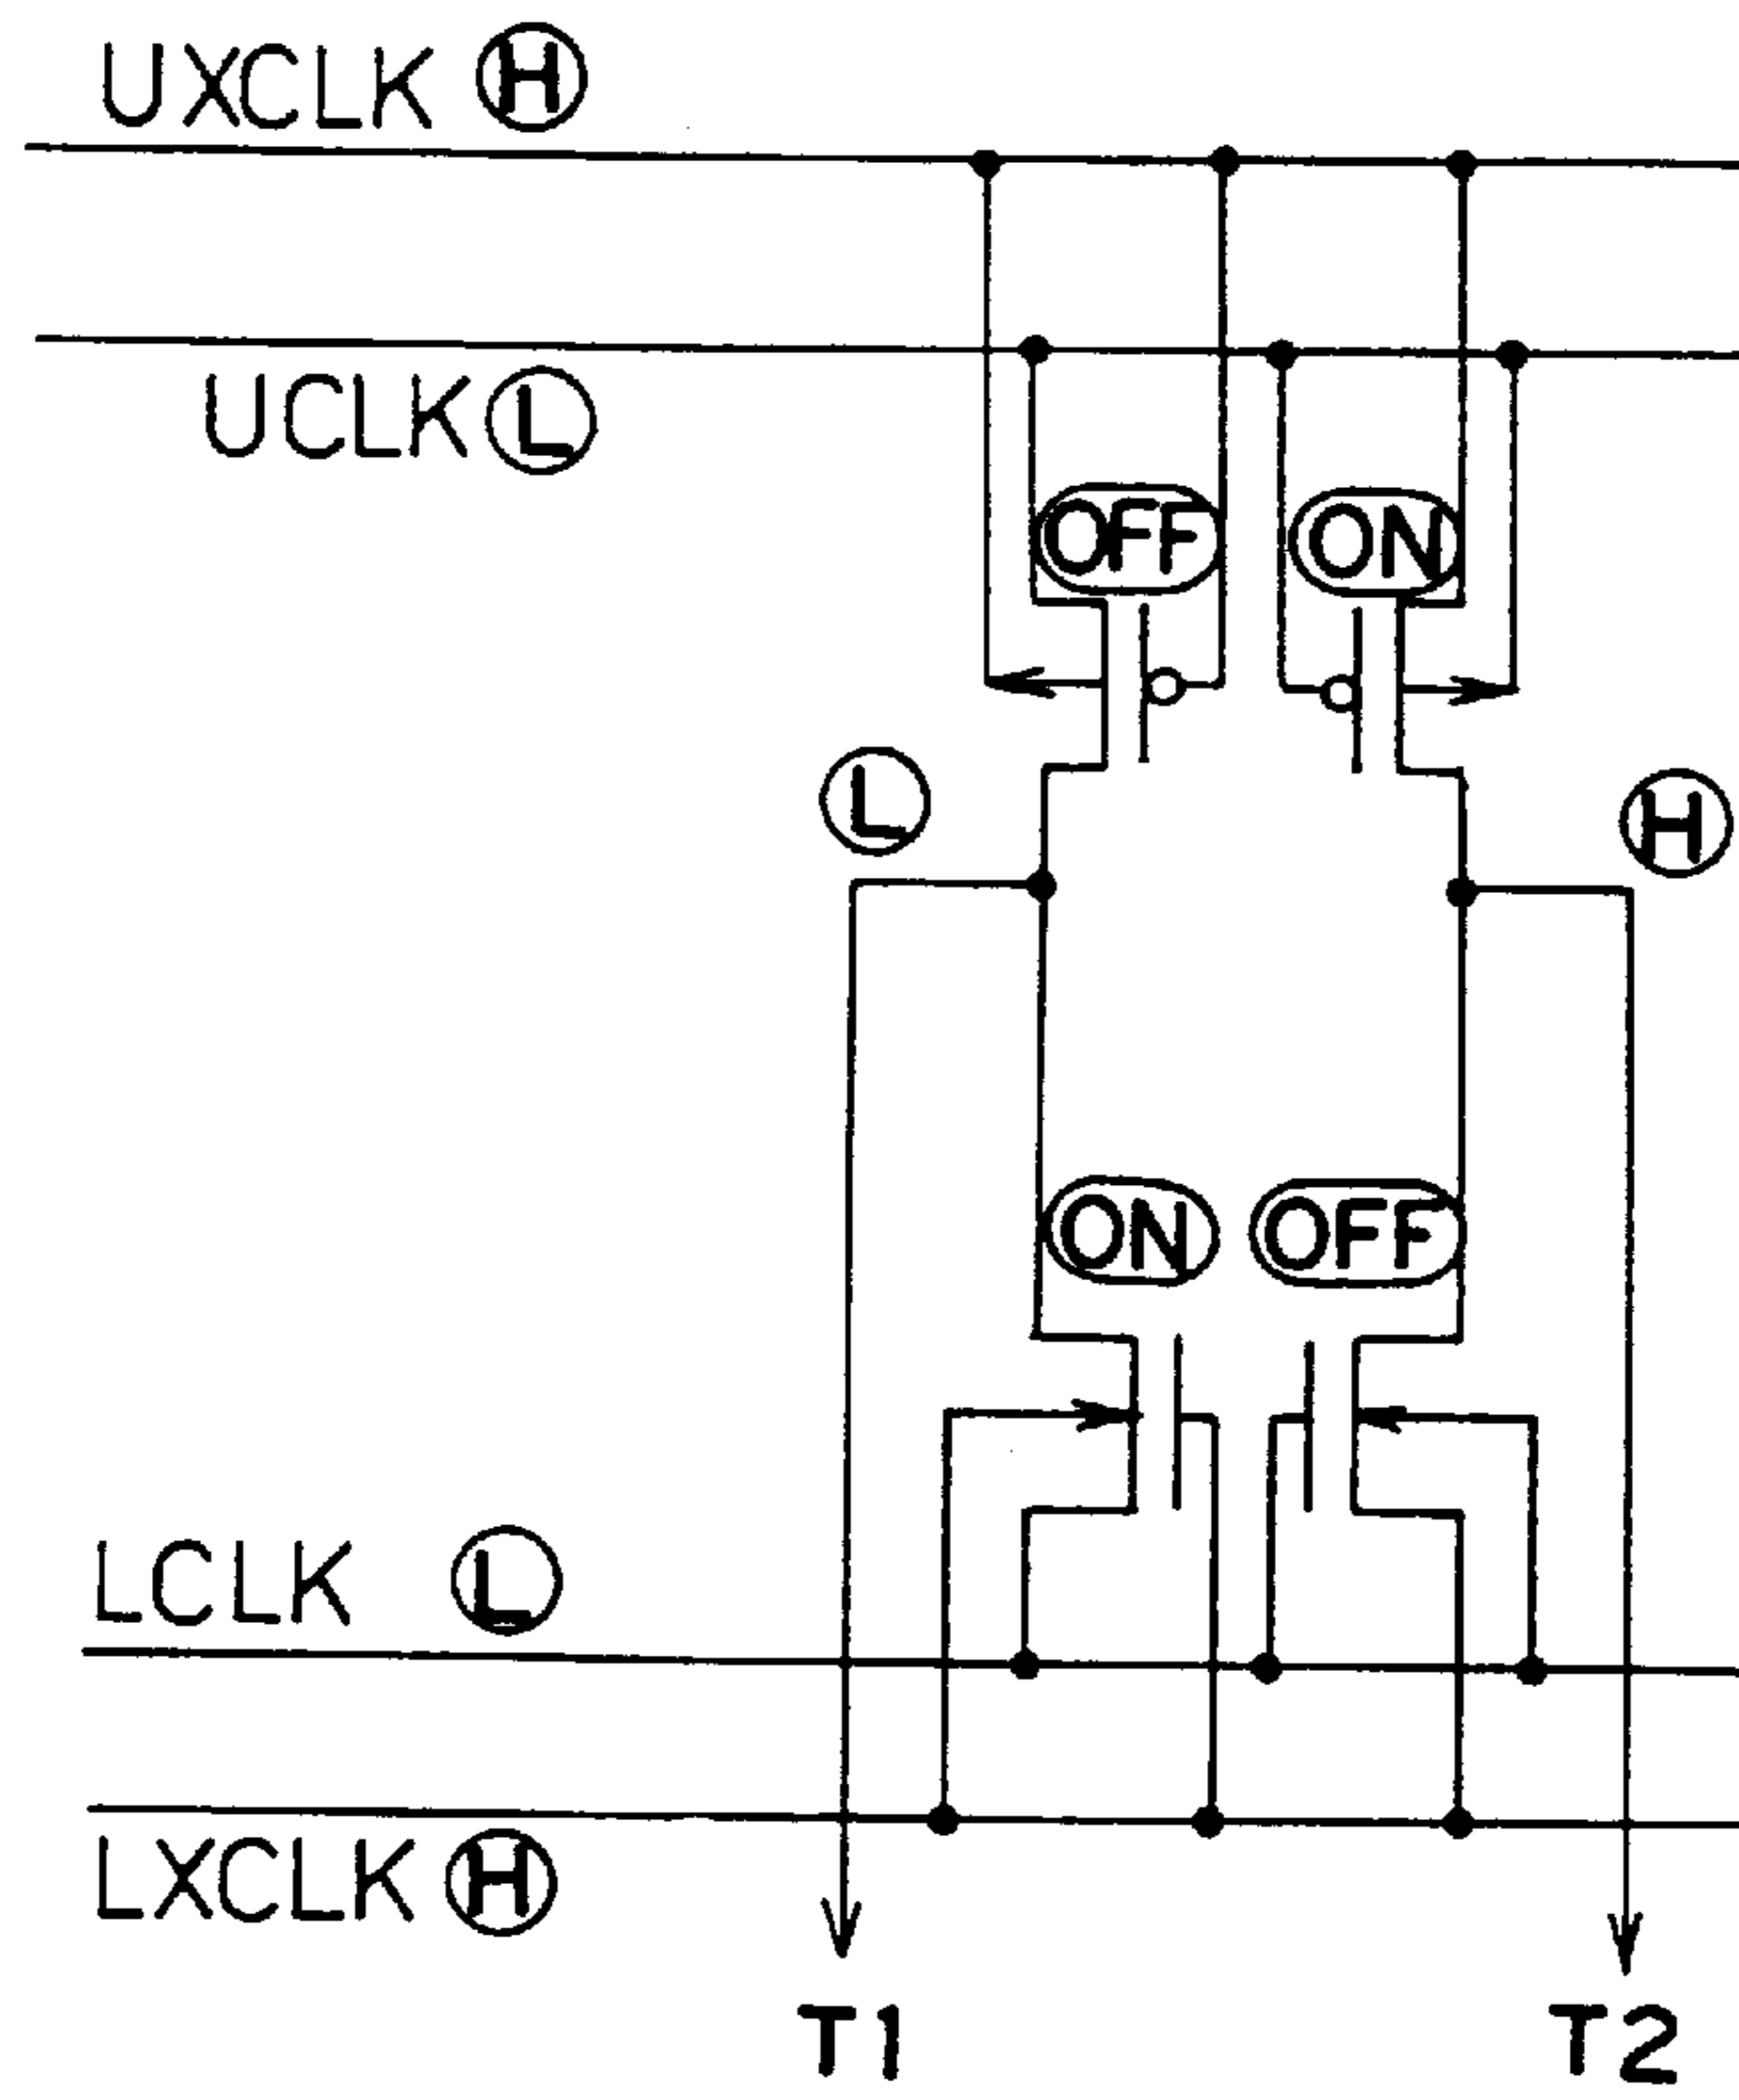 UXCLK H
UCLK L
OFF ON
L H
ON OFF
LCLK L
LXCLK H
T1 T2